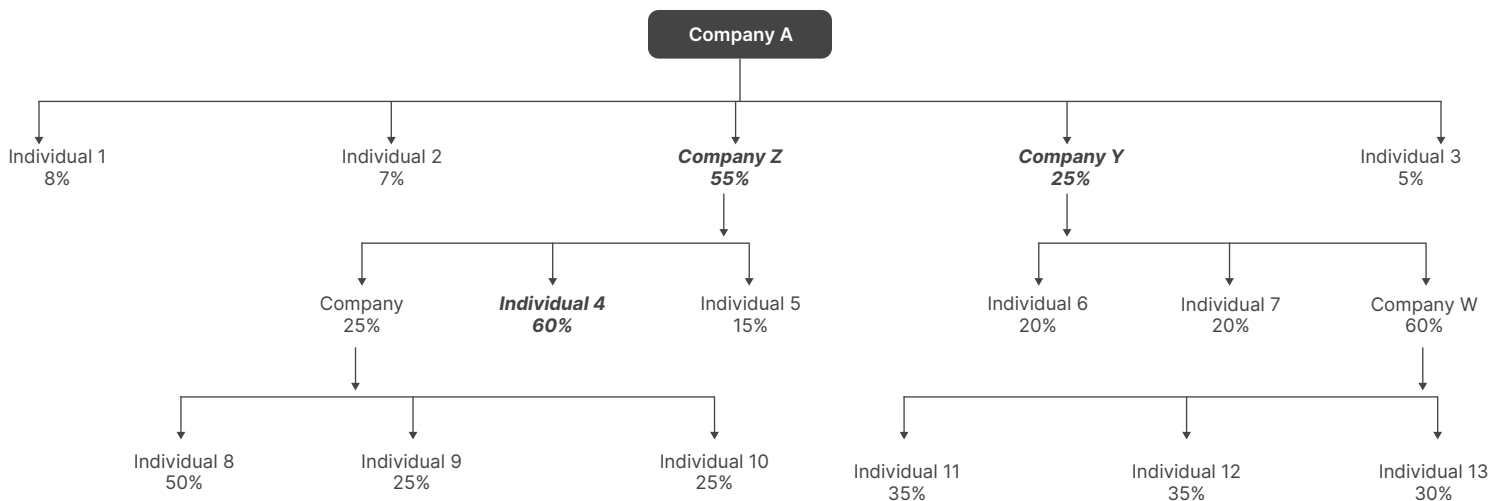 Company A
Individual 1
8%
Individual 2
7%
Company Z
55%
Company Y
25%
Individual 3
5%
Company
25%
Individual 4
60%
Individual 5
15%
Individual 6
20%
Individual 7
20%
Company W
60%
Individual 8
50%
Individual 9
25%
Individual 10
25%
Individual 11
35%
Individual 12
35%
Individual 13
30%